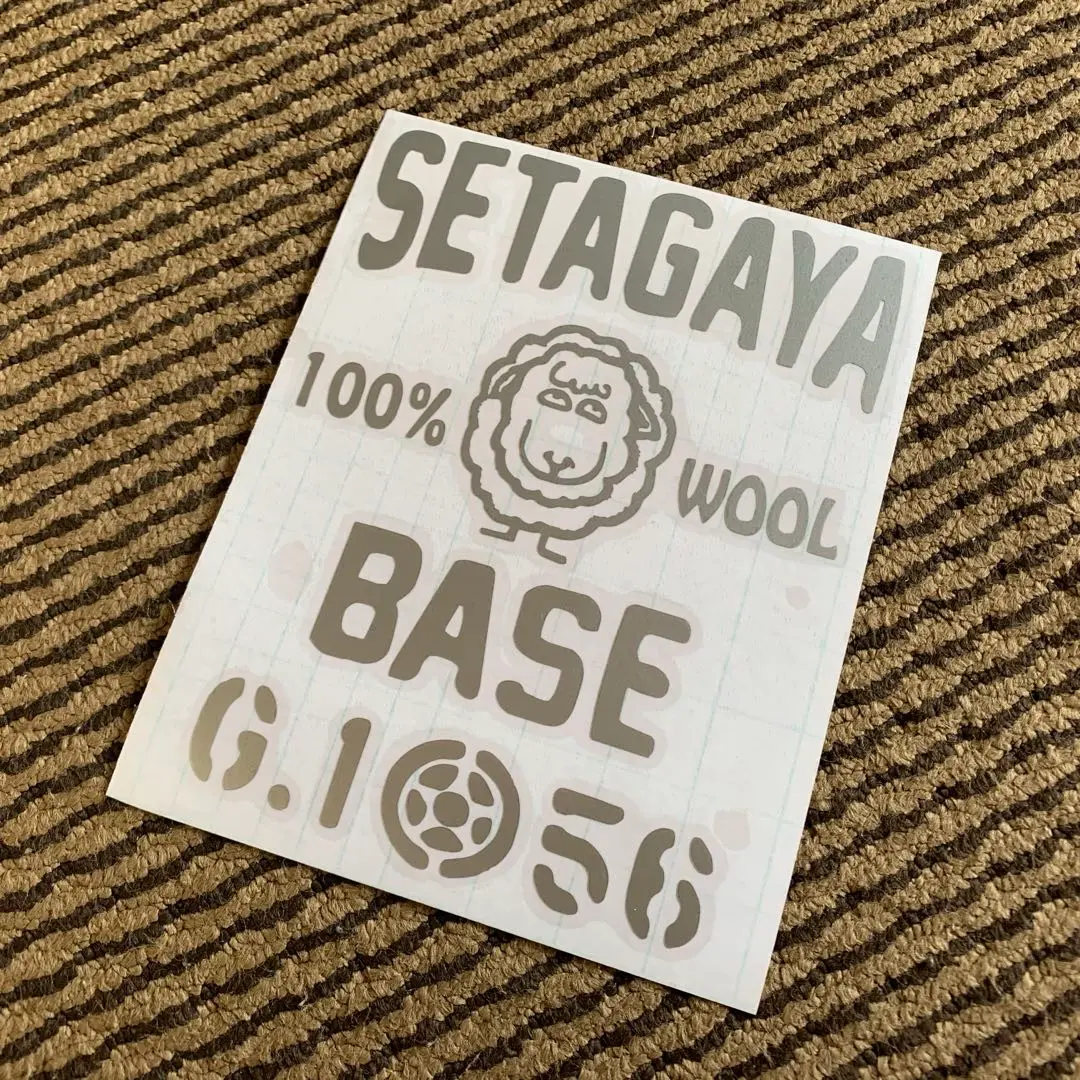 SETAGAYA
100% WOOL
BASE
G.1056